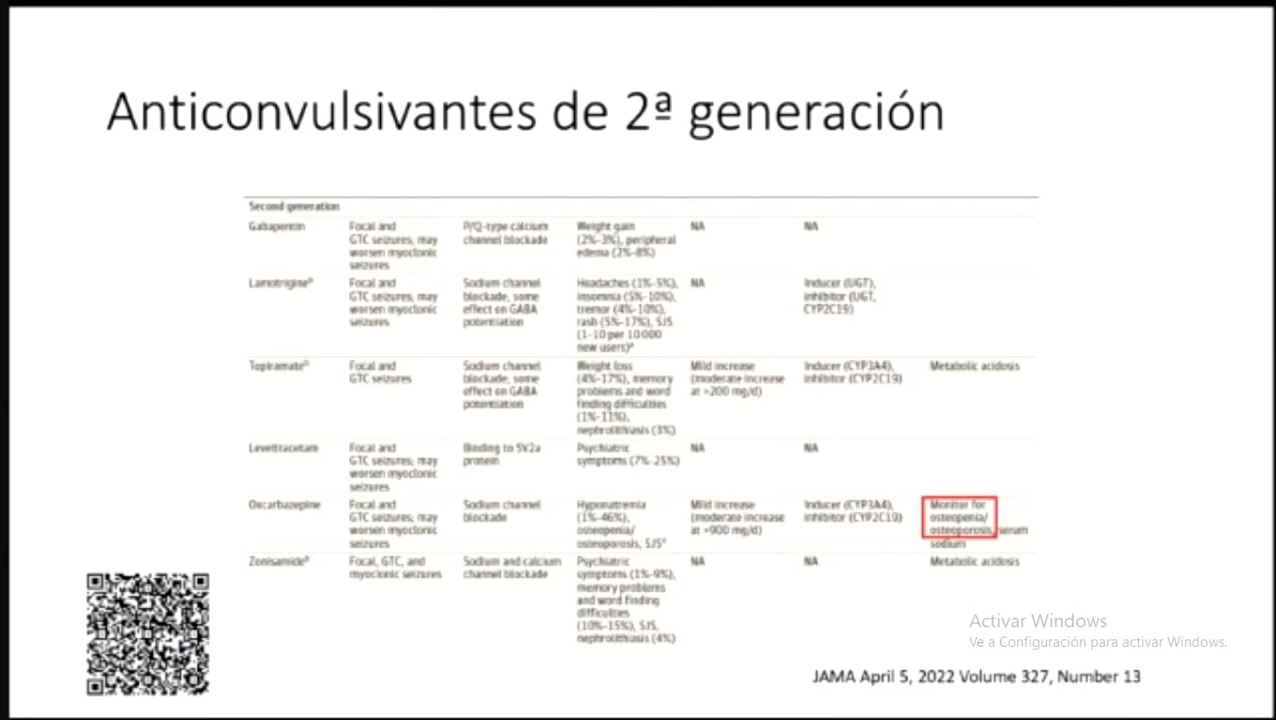 Anticonvulsivantes de 2ª generación
Second generation
Gabapentin
Focal and
GTC seizures; may
worsen myoclonic
seizures
P/Q-type calcium
channel blockade
Weight gain
(2%-3%), peripheral
edema (2%-8%)
NA
NA
Lamotrigineᵇ
Focal and
GTC seizures; may
worsen myoclonic
seizures
Sodium channel
blockade, some
effect on GABA
potentiation
Headaches (1%-5%),
insomnia (5%-10%),
tremor (4%-10%),
rash (5%-17%), SJS
(1-10 per 10 000
new users)ᵃ
NA
Inducer (UGT),
inhibitor (UGT,
CYP2C19)
Topiramateᵇ
Focal and
GTC seizures
Sodium channel
blockade, some
effect on GABA
potentiation
Weight loss
(4%-17%), memory
problems and word
finding difficulties
(1%-11%),
nephrolithiasis (3%)
Mild increase
(moderate increase
at >200 mg/d)
Inducer (CYP3A4),
inhibitor (CYP2C19)
Metabolic acidosis
Levetiracetam
Focal and
GTC seizures; may
worsen myoclonic
seizures
Binding to SV2a
protein
Psychiatric
symptoms (7%-25%)
NA
NA
Oxcarbazepine
Focal and
GTC seizures; may
worsen myoclonic
seizures
Sodium channel
blockade
Hyponatremia
(1%-46%),
osteopenia/
osteoporosis, SJSᵃ
Mild increase
(moderate increase
at >900 mg/d)
Inducer (CYP3A4),
inhibitor (CYP2C19)
Monitor for
osteopenia/
osteoporosis, serum
sodium
Zonisamideᵇ
Focal, GTC, and
myoclonic seizures
Sodium and calcium
channel blockade
Psychiatric
symptoms (1%-9%),
memory problems
and word finding
difficulties
(10%-15%), SJS,
nephrolithiasis (4%)
NA
NA
Metabolic acidosis
Activar Windows
Ve a Configuración para activar Windows.
JAMA April 5, 2022 Volume 327, Number 13